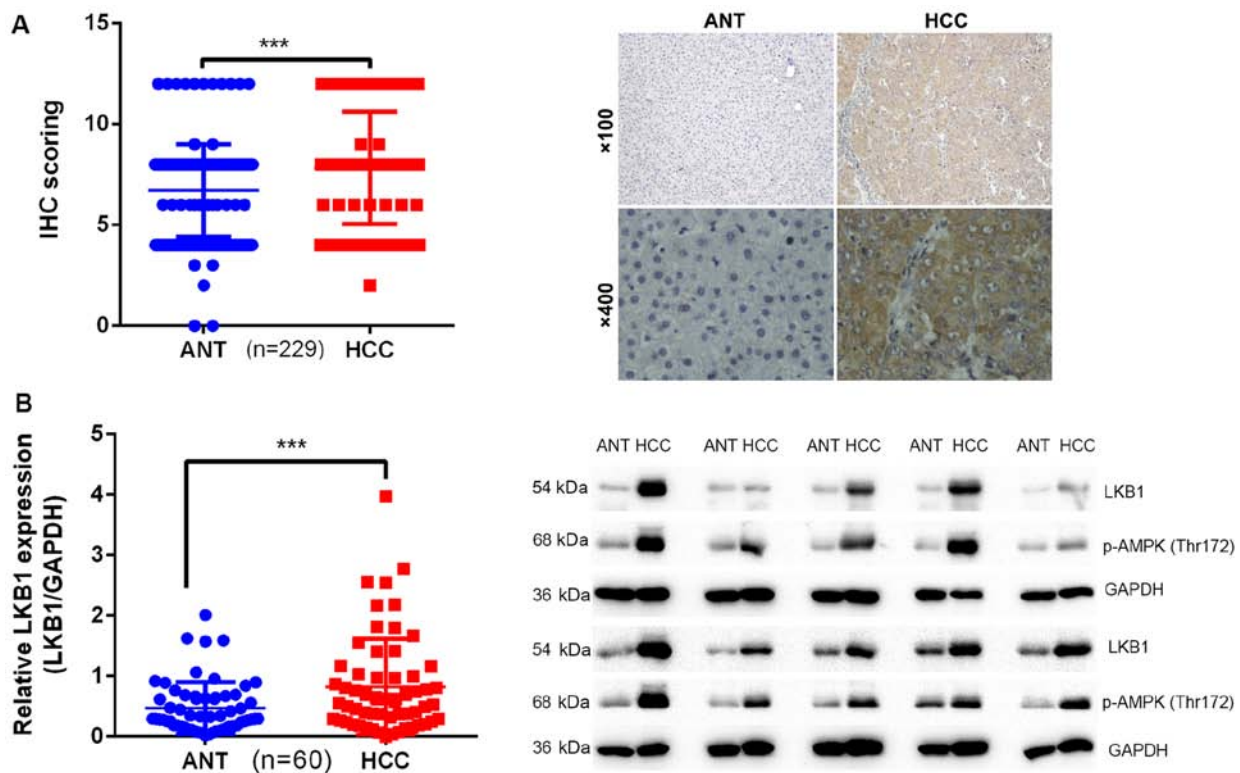 A
15
10
5
0
IHC scoring
***
ANT (n=229) HCC
ANT HCC
×100
×400
B
5
4
3
2
1
0
Relative LKB1 expression
(LKB1/GAPDH)
***
ANT (n=60) HCC
ANT HCC ANT HCC ANT HCC ANT HCC ANT HCC
54 kDa LKB1
68 kDa p-AMPK (Thr172)
36 kDa GAPDH
54 kDa LKB1
68 kDa p-AMPK (Thr172)
36 kDa GAPDH